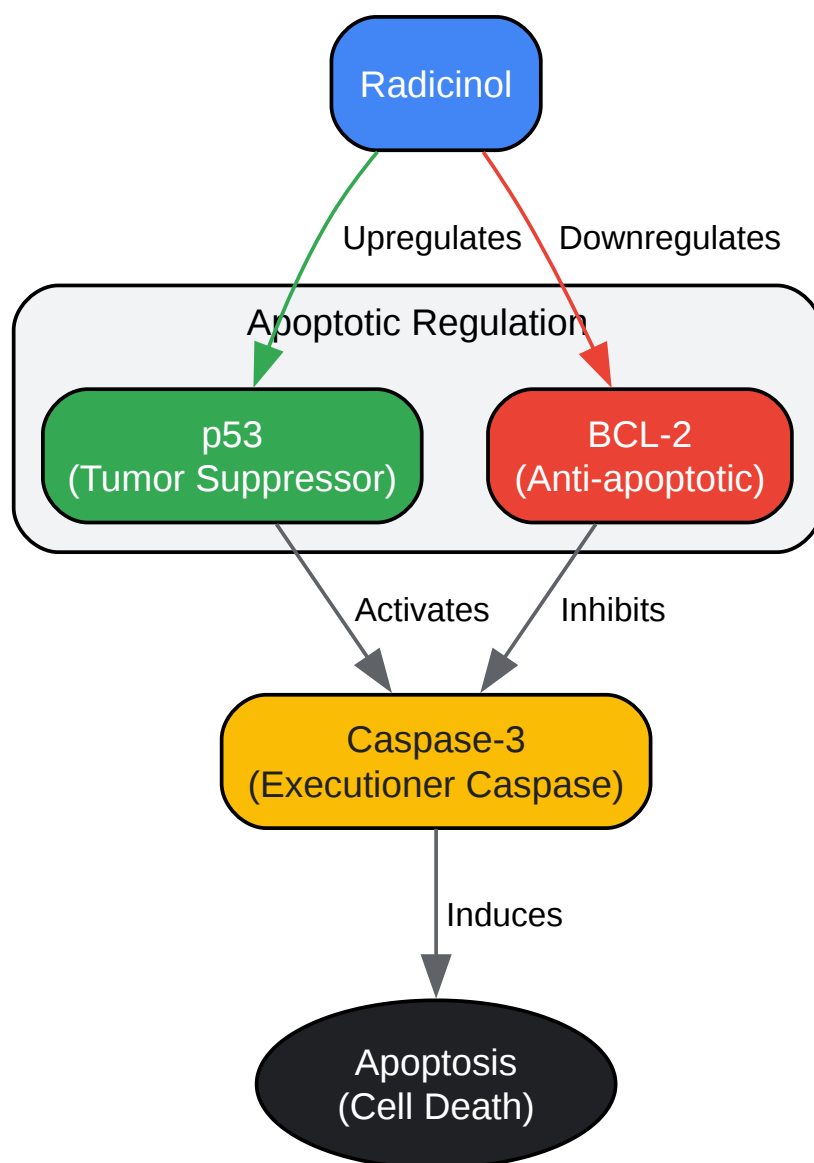 Radicinol
Upregulates
Downregulates
Apoptotic Regulation
p53
(Tumor Suppressor)
BCL-2
(Anti-apoptotic)
Activates
Inhibits
Caspase-3
(Executioner Caspase)
Induces
Apoptosis
(Cell Death)